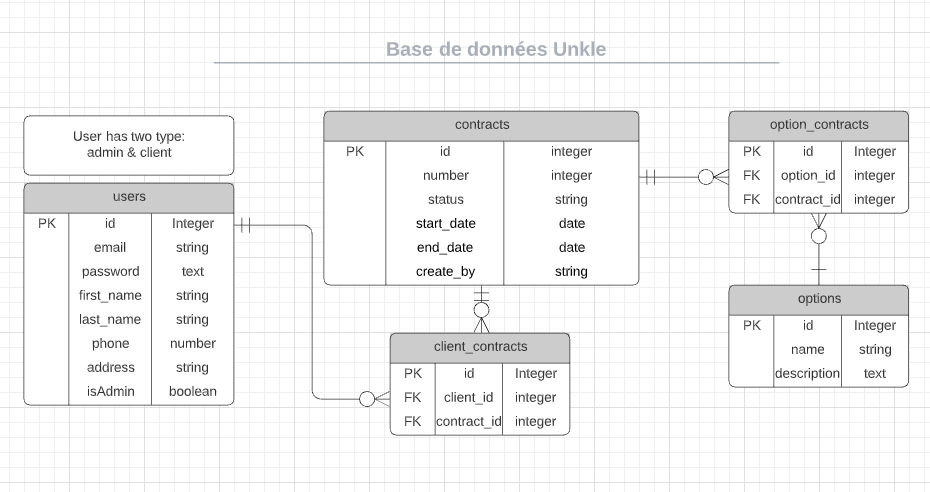 Base de données Unkle
User has two type:
admin & client
users
PK id Integer
email string
password text
first_name string
last_name string
phone number
address string
isAdmin boolean
contracts
PK id integer
number integer
status string
start_date date
end_date date
create_by string
client_contracts
PK id Integer
FK client_id integer
FK contract_id integer
option_contracts
PK id Integer
FK option_id integer
FK contract_id integer
options
PK id Integer
name string
description text